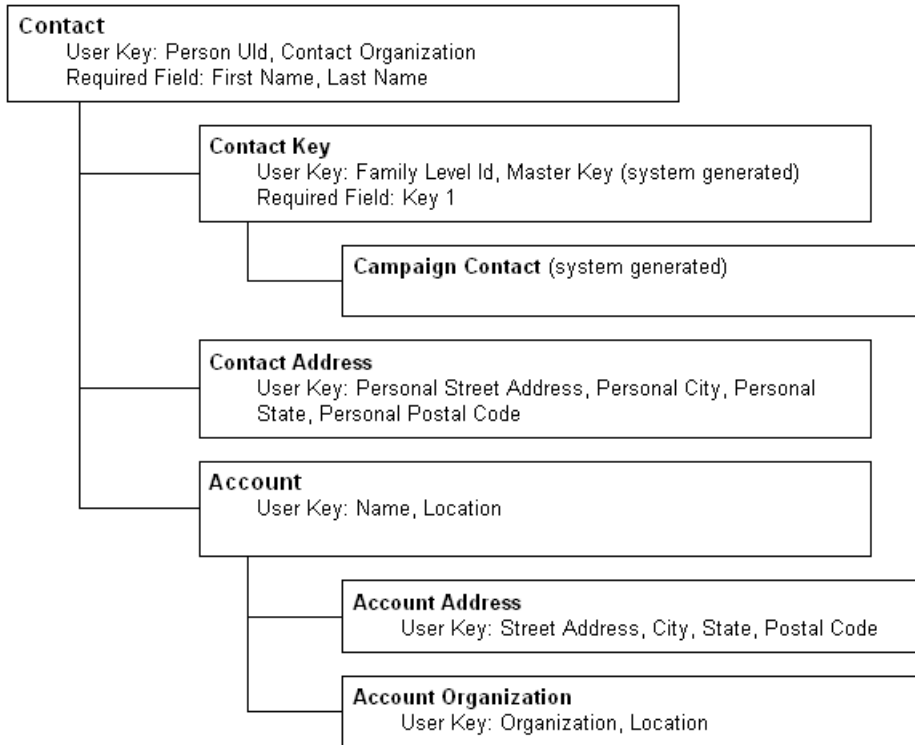 Contact
User Key: Person UId, Contact Organization
Required Field: First Name, Last Name
Contact Key
User Key: Family Level Id, Master Key (system generated)
Required Field: Key 1
Campaign Contact (system generated)
Contact Address
User Key: Personal Street Address, Personal City, Personal
State, Personal Postal Code
Account
User Key: Name, Location
Account Address
User Key: Street Address, City, State, Postal Code
Account Organization
User Key: Organization, Location